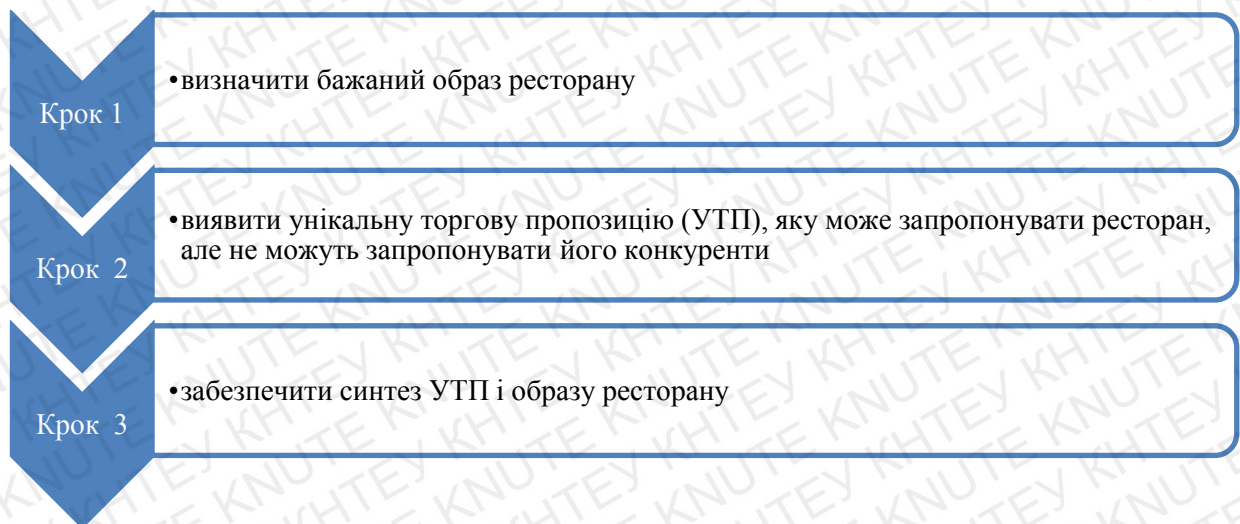 Крок 1
•визначити бажаний образ ресторану
Крок 2
•виявити унікальну торгову пропозицію (УТП), яку може запропонувати ресторан,
але не можуть запропонувати його конкуренти
Крок 3
•забезпечити синтез УТП і образу ресторану